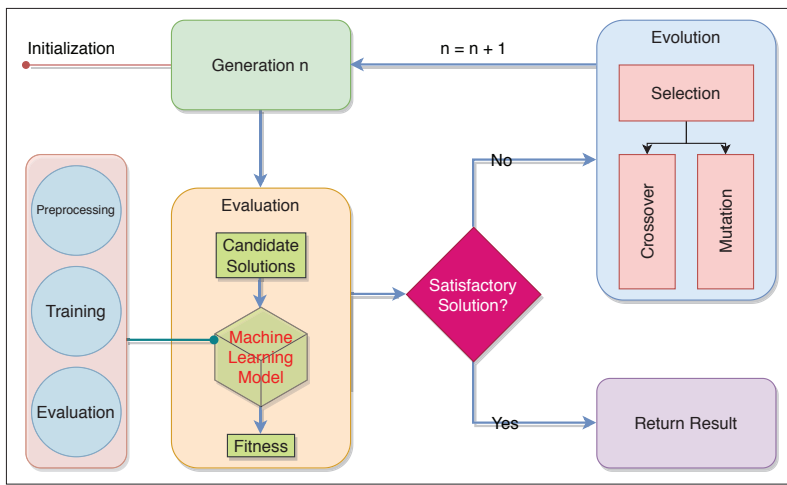 Initialization
Generation n
n = n + 1
Evolution
Selection
Crossover
Mutation
Preprocessing
Training
Evaluation
Evaluation
Candidate
Solutions
Machine
Learning
Model
Fitness
Satisfactory
Solution?
No
Yes
Return Result